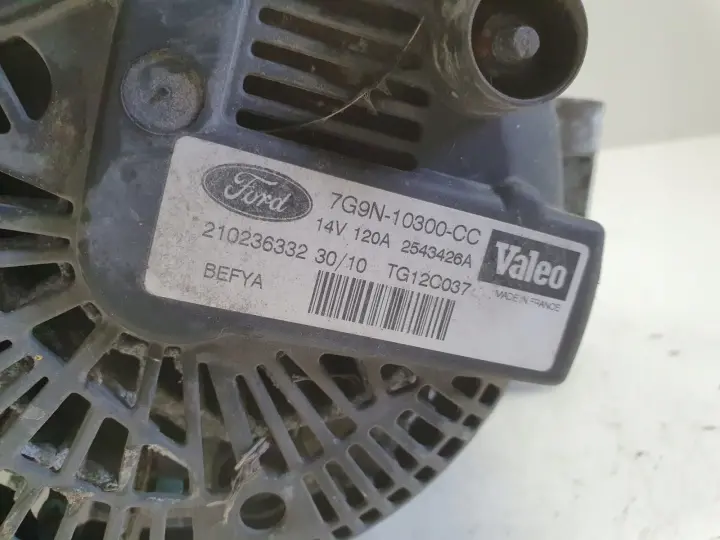 Ford
7G9N-10300-CC
14V 120A 2543426A
210236332 30/10 TG12C037
BEFYA
Valeo
MADE IN FRANCE